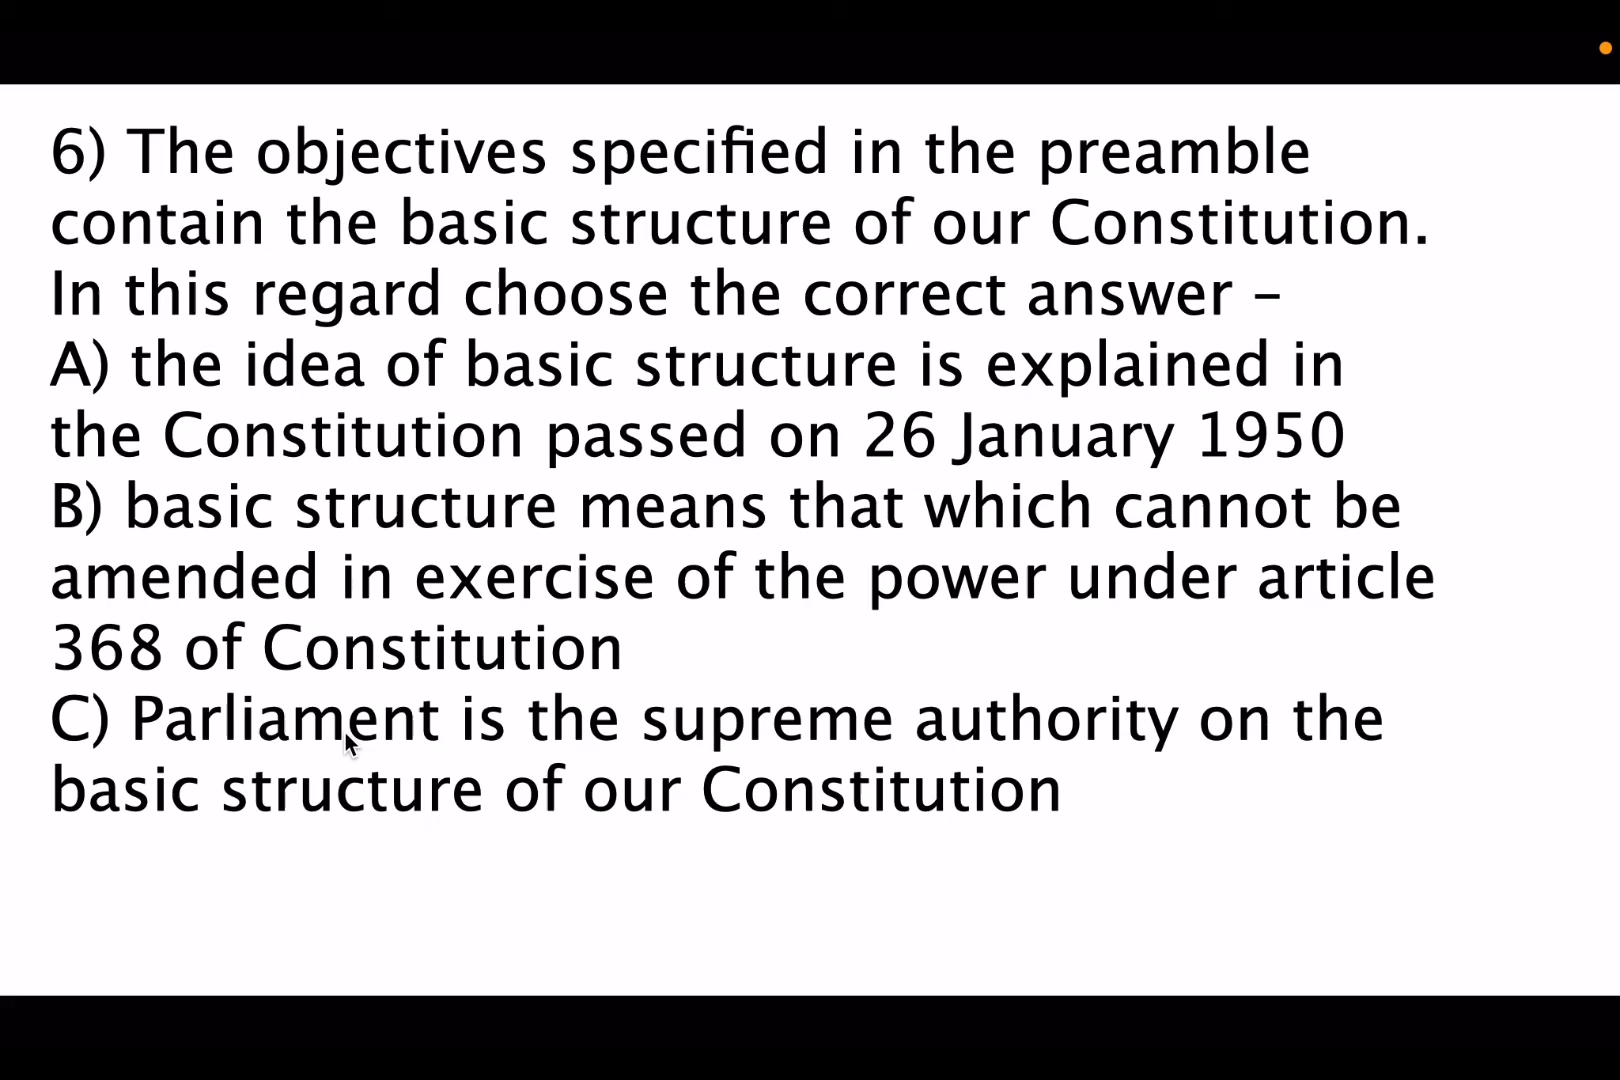 6) The objectives specified in the preamble
contain the basic structure of our Constitution.
In this regard choose the correct answer –
A) the idea of basic structure is explained in
the Constitution passed on 26 January 1950
B) basic structure means that which cannot be
amended in exercise of the power under article
368 of Constitution
C) Parliament is the supreme authority on the
basic structure of our Constitution